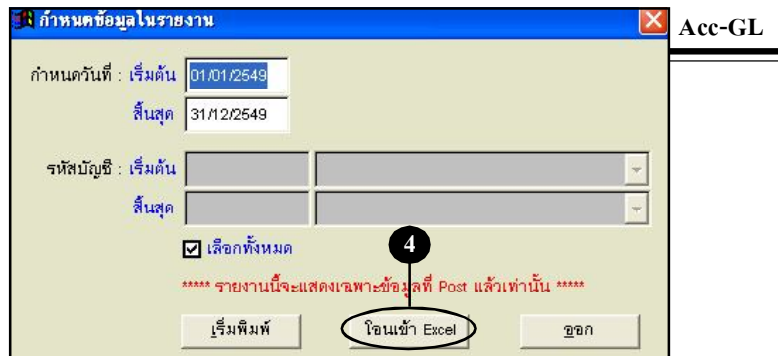 กำหนดข้อมูลในรายงาน
Acc-GL
กำหนดวันที่ : เริ่มต้น 01/01/2549
สิ้นสุด 31/12/2549
รหัสบัญชี : เริ่มต้น
สิ้นสุด
เลือกทั้งหมด
4
***** รายงานนี้จะแสดงเฉพาะข้อมูลที่ Post แล้วเท่านั้น *****
เริ่มพิมพ์ โอนเข้า Excel ออก